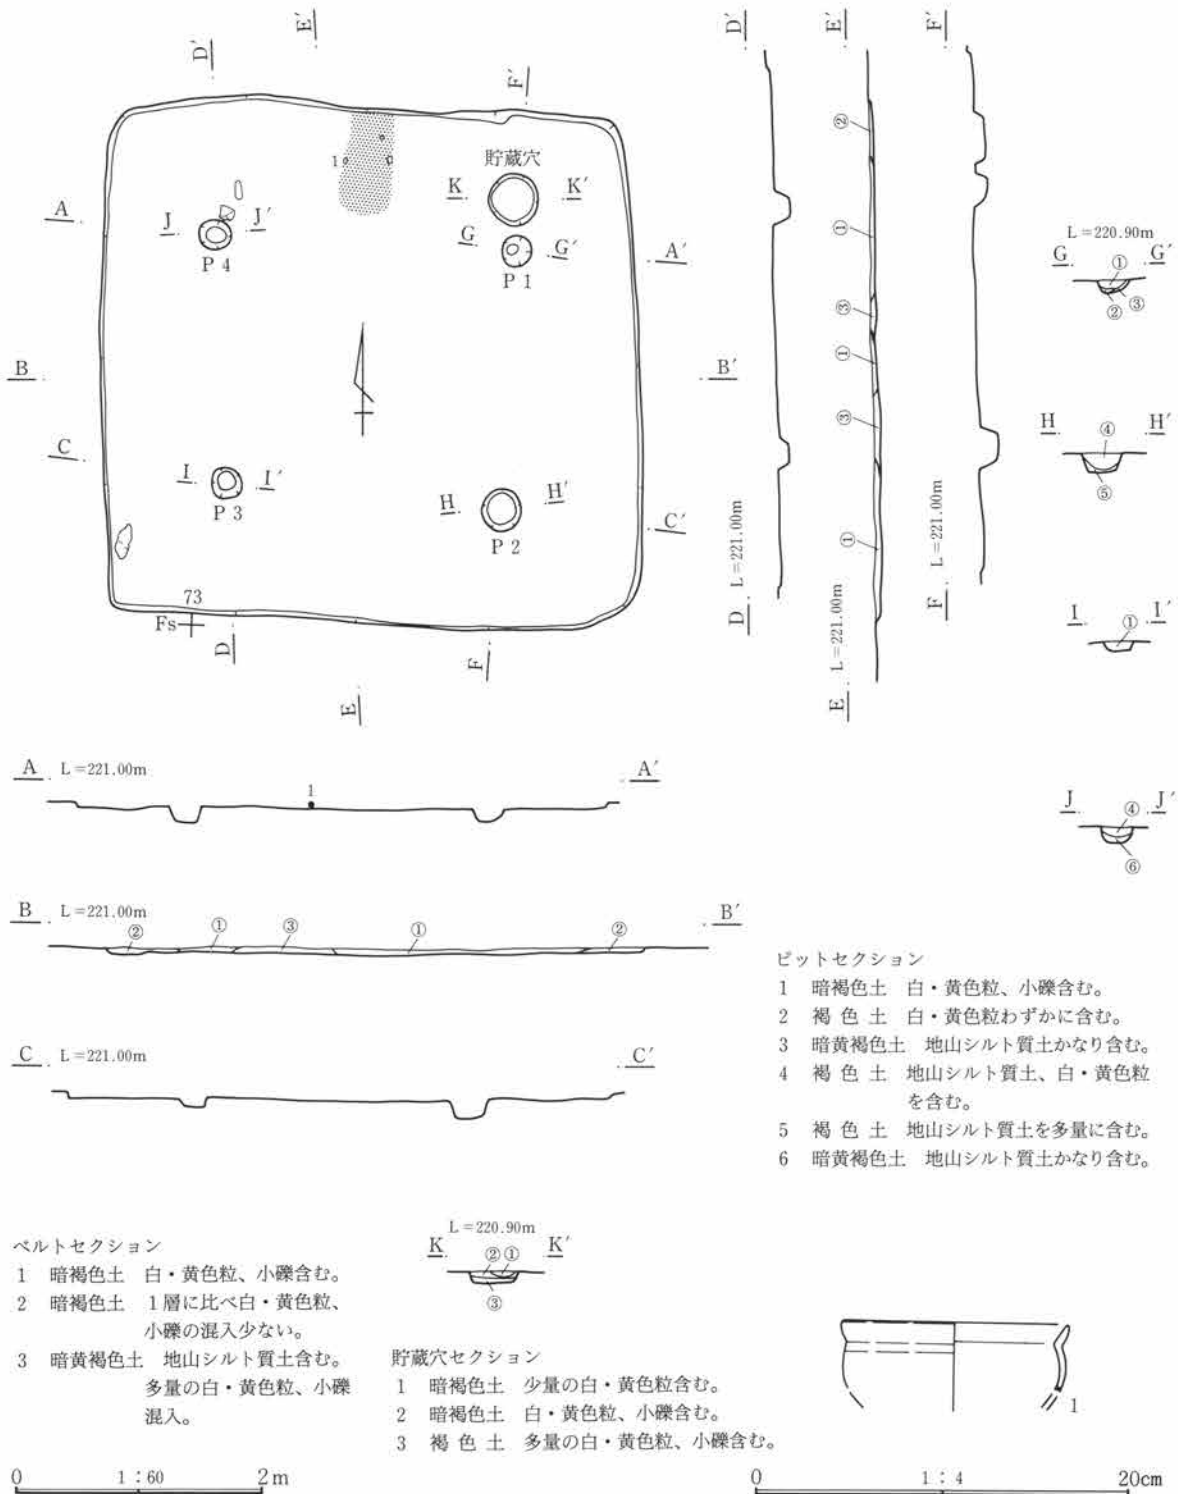 E′
D′
F′
貯蔵穴
1
K K′
J J′
G G′
A A′
P 4
P 1
B B′
C C′
I I′
P 3
H H′
P 2
73
Fs
D
F
E
D′ E′ F′
②
①
③
①
③
①
D L=221.00m
E L=221.00m
F L=221.00m
L=220.90m
G ① G′
② ③
H ④ H′
⑤
I ① I′
J ④ J′
⑥
A L=221.00m 1 A′
B L=221.00m B′
② ① ③ ① ②
C L=221.00m C′
ピットセクション
1 暗褐色土 白・黄色粒、小礫含む。
2 褐色土 白・黄色粒わずかに含む。
3 暗黄褐色土 地山シルト質土かなり含む。
4 褐色土 地山シルト質土、白・黄色粒
を含む。
5 褐色土 地山シルト質土を多量に含む。
6 暗黄褐色土 地山シルト質土かなり含む。
ベルトセクション
1 暗褐色土 白・黄色粒、小礫含む。
2 暗褐色土 1層に比べ白・黄色粒、
小礫の混入少ない。
3 暗黄褐色土 地山シルト質土含む。
多量の白・黄色粒、小礫
混入。
L=220.90m
K K′
② ①
③
貯蔵穴セクション
1 暗褐色土 少量の白・黄色粒含む。
2 暗褐色土 白・黄色粒、小礫含む。
3 褐色土 多量の白・黄色粒、小礫含む。
1
0 1:60 2m
0 1:4 20cm